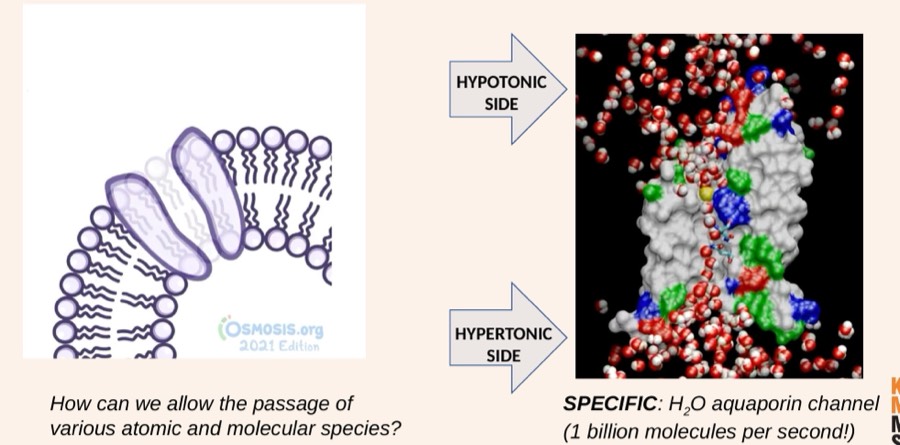 HYPOTONIC
SIDE
HYPERTONIC
SIDE
OSMOSIS.org
2021 Edition
How can we allow the passage of
various atomic and molecular species?
SPECIFIC: H₂O aquaporin channel
(1 billion molecules per second!)